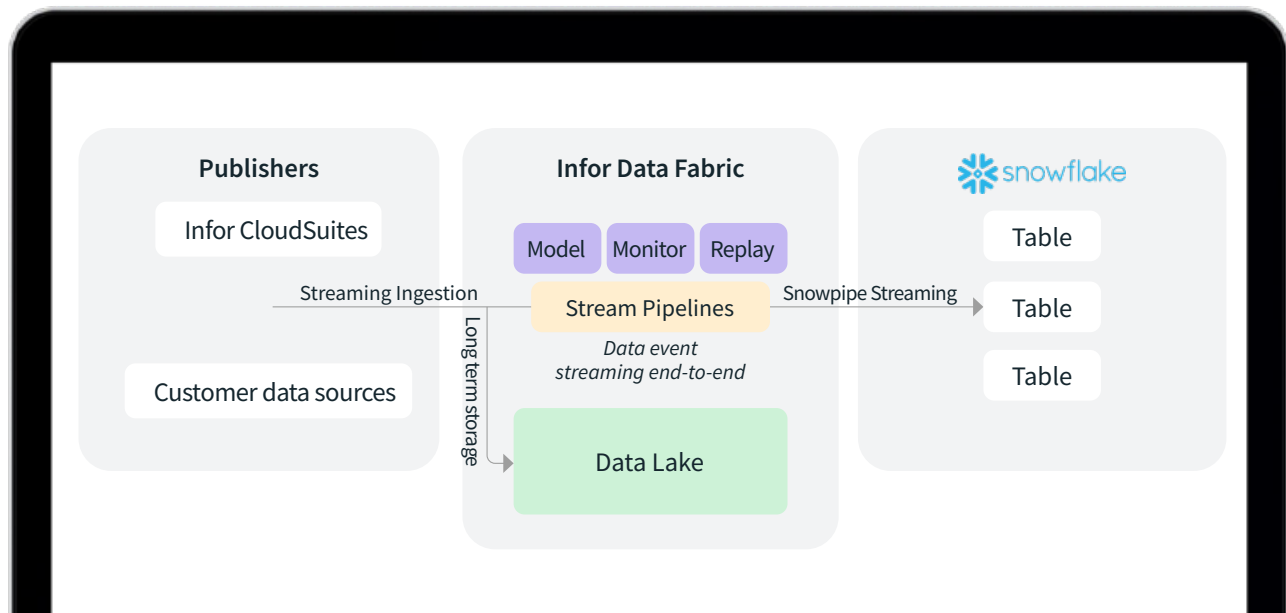 Publishers
Infor CloudSuites
Streaming Ingestion
Customer data sources
Long term storage
Infor Data Fabric
Model
Monitor
Replay
Stream Pipelines
Data event
streaming end-to-end
Data Lake
Snowpipe Streaming
snowflake
Table
Table
Table